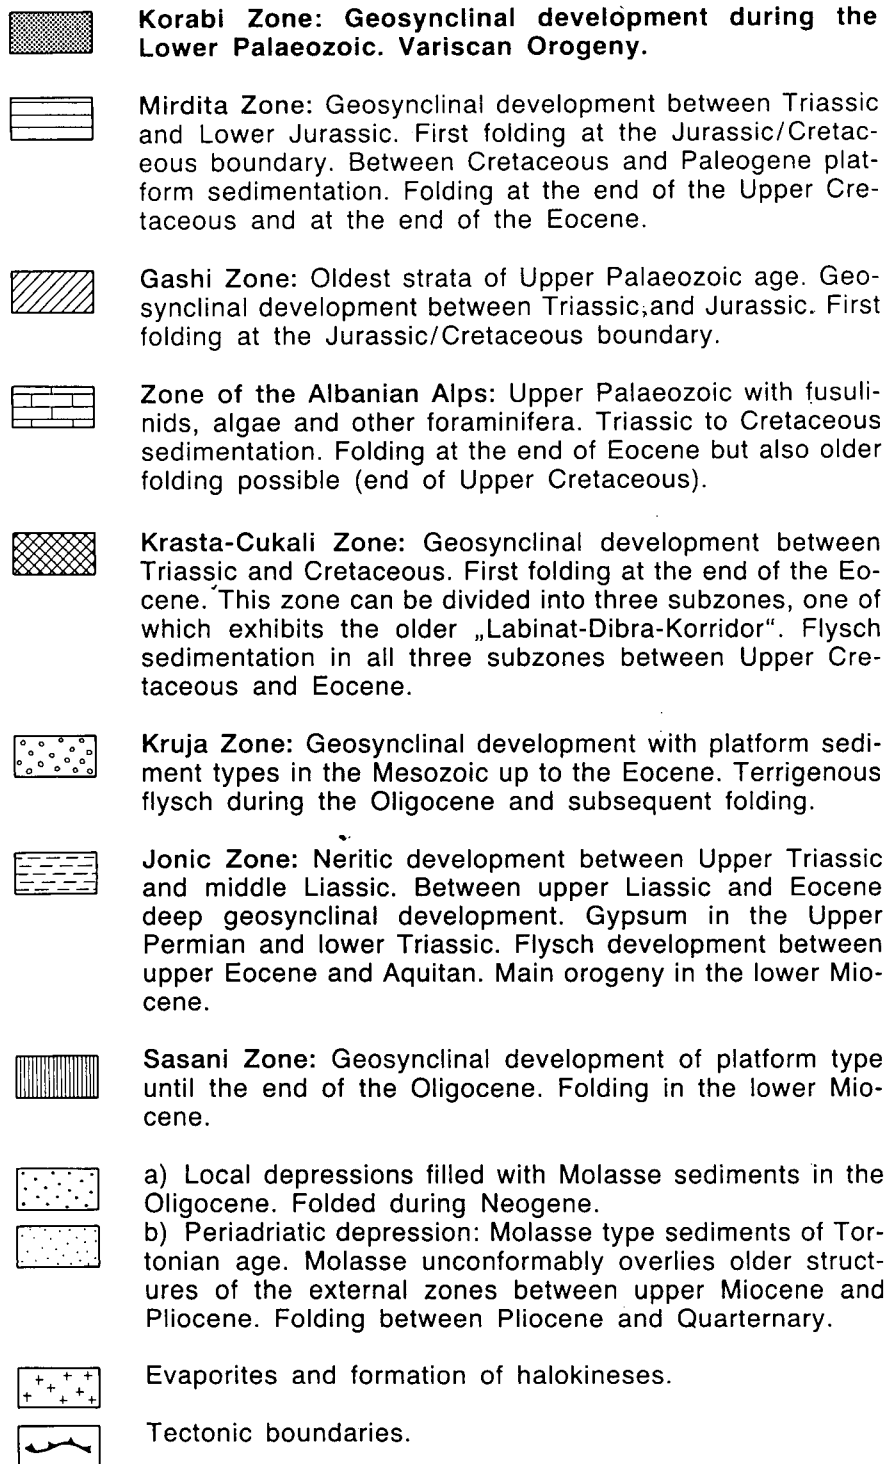 Korabi Zone: Geosynclinal development during the
Lower Palaeozoic. Variscan Orogeny.
Mirdita Zone: Geosynclinal development between Triassic
and Lower Jurassic. First folding at the Jurassic/Cretac-
eous boundary. Between Cretaceous and Paleogene plat-
form sedimentation. Folding at the end of the Upper Cre-
taceous and at the end of the Eocene.
Gashi Zone: Oldest strata of Upper Palaeozoic age. Geo-
synclinal development between Triassic and Jurassic. First
folding at the Jurassic/Cretaceous boundary.
Zone of the Albanian Alps: Upper Palaeozoic with fusuli-
nids, algae and other foraminifera. Triassic to Cretaceous
sedimentation. Folding at the end of Eocene but also older
folding possible (end of Upper Cretaceous).
Krasta-Cukali Zone: Geosynclinal development between
Triassic and Cretaceous. First folding at the end of the Eo-
cene. This zone can be divided into three subzones, one of
which exhibits the older „Labinat-Dibra-Korridor“. Flysch
sedimentation in all three subzones between Upper Cre-
taceous and Eocene.
Kruja Zone: Geosynclinal development with platform sedi-
ment types in the Mesozoic up to the Eocene. Terrigenous
flysch during the Oligocene and subsequent folding.
Jonic Zone: Neritic development between Upper Triassic
and middle Liassic. Between upper Liassic and Eocene
deep geosynclinal development. Gypsum in the Upper
Permian and lower Triassic. Flysch development between
upper Eocene and Aquitan. Main orogeny in the lower Mio-
cene.
Sasani Zone: Geosynclinal development of platform type
until the end of the Oligocene. Folding in the lower Mio-
cene.
a) Local depressions filled with Molasse sediments in the
Oligocene. Folded during Neogene.
b) Periadriatic depression: Molasse type sediments of Tor-
tonian age. Molasse unconformably overlies older struct-
ures of the external zones between upper Miocene and
Pliocene. Folding between Pliocene and Quarternary.
Evaporites and formation of halokineses.
Tectonic boundaries.